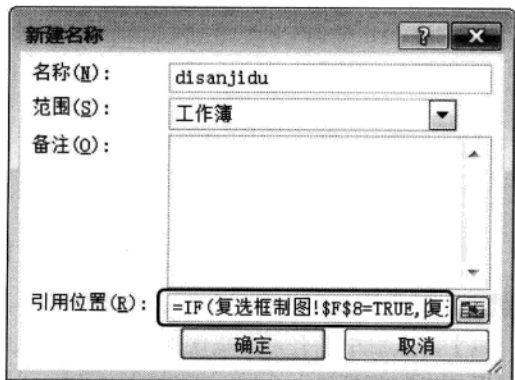 新建名称
名称(N):
disanjidu
范围(S):
工作簿
备注(O):
引用位置(R):
=IF(复选框制图!$F$8=TRUE,复
确定
取消